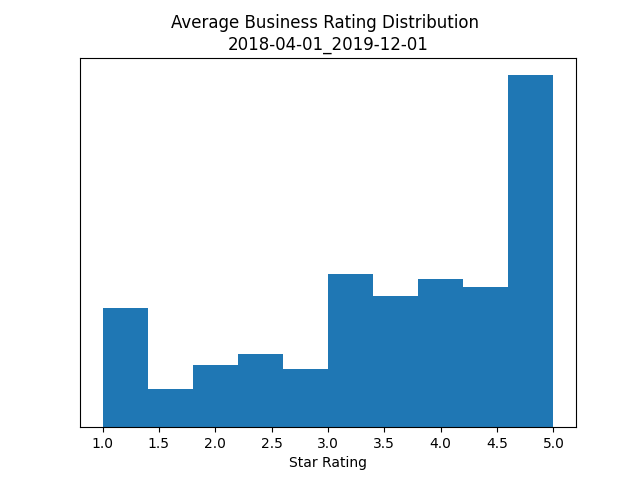 Average Business Rating Distribution
2018-04-01_2019-12-01
1.0 1.5 2.0 2.5 3.0 3.5 4.0 4.5 5.0
Star Rating